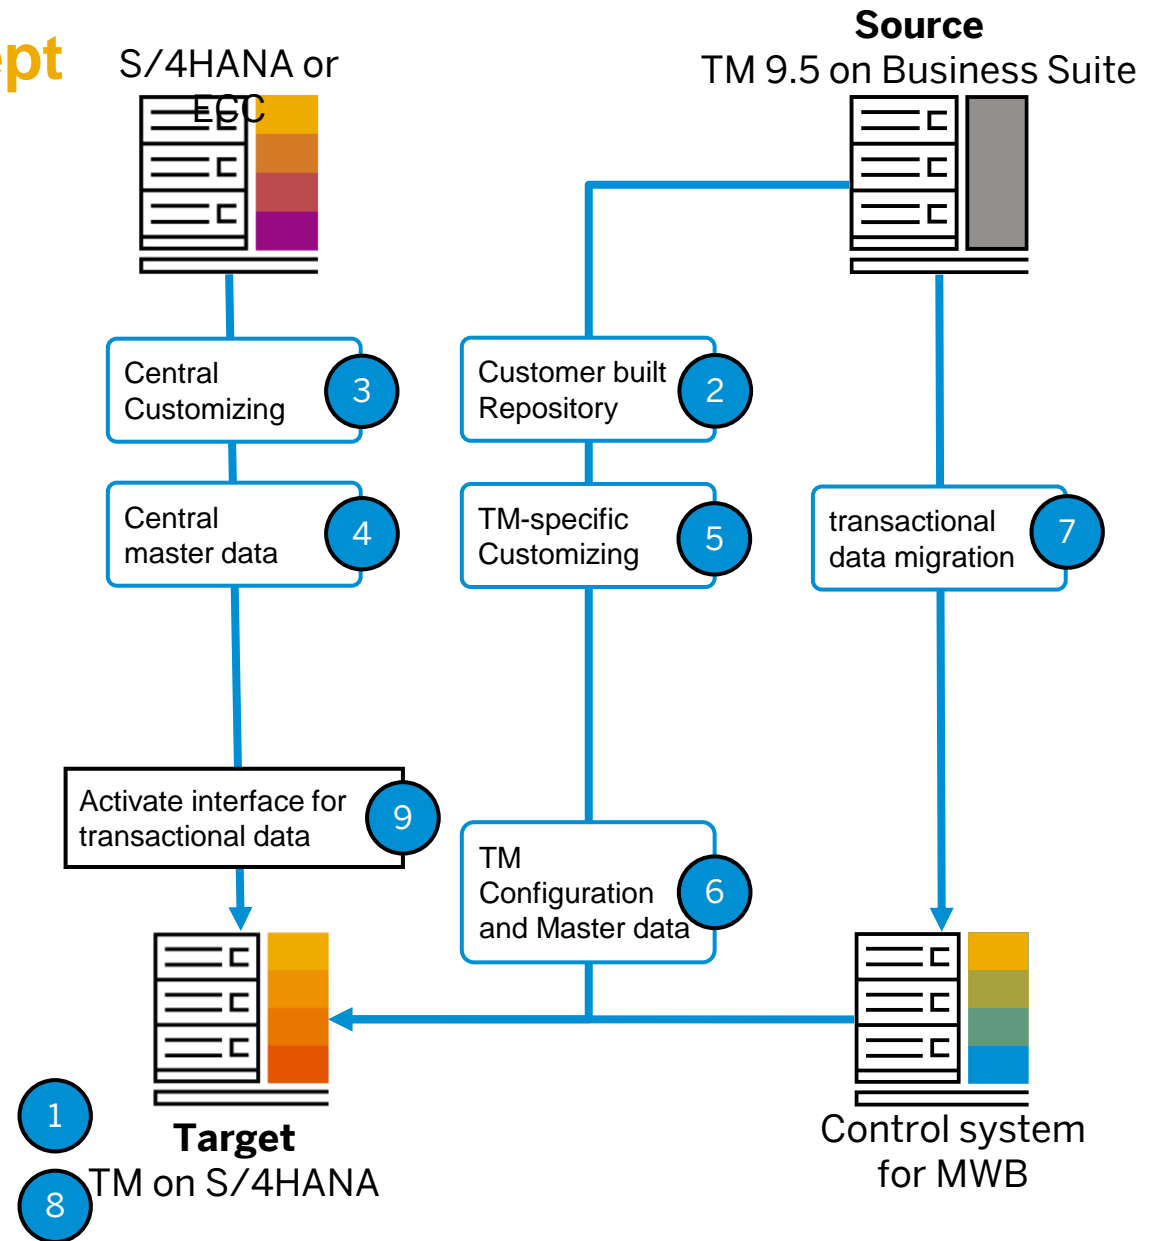 ept
S/4HANA or
ECC
Source
TM 9.5 on Business Suite
Central
Customizing
3
Customer built
Repository
2
Central
master data
4
TM-specific
Customizing
5
transactional
data migration
7
Activate interface for
transactional data
9
TM
Configuration
and Master data
6
1
8
Target
TM on S/4HANA
Control system
for MWB